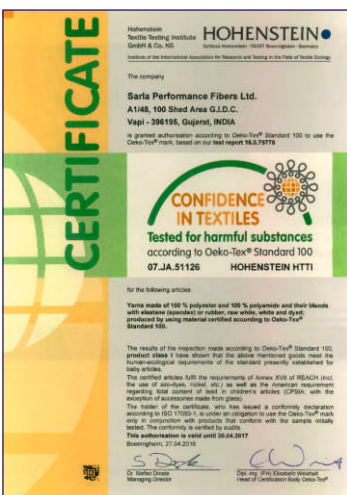 CERTIFICATE
Hohenstein
Textile Testing Institute
GmbH & Co. KG
HOHENSTEIN
Schloss Hohenstein · 74357 Boennigheim · Germany
Institute of the International Association for Research and Testing in the Field of Textile Ecology
The company
Sarla Performance Fibers Ltd.
A1/48, 100 Shed Area G.I.D.C.
Vapi - 396195, Gujarat, INDIA
is granted authorisation according to Oeko-Tex® Standard 100 to use the
Oeko-Tex® mark, based on our test report 16.0.79778
CONFIDENCE
IN TEXTILES
Tested for harmful substances
according to Oeko-Tex® Standard 100
07.JA.51126 HOHENSTEIN HTTI
for the following articles:
Yarns made of 100 % polyester and 100 % polyamide and their blends
with elastane (spandex) or rubber, raw white, white and dyed;
produced by using material certified according to Oeko-Tex®
Standard 100.
The results of the inspection made according to Oeko-Tex® Standard 100,
product class I have shown that the above mentioned goods meet the
human-ecological requirements of the standard presently established for
baby articles.
The certified articles fulfil the requirements of Annex XVII of REACH (incl.
the use of azo-dyes, nickel, etc.) as well as the American requirement
regarding total content of lead in children's articles (CPSIA; with the
exception of accessories made from glass).
The holder of the certificate, who has issued a conformity declaration
according to ISO 17050-1, is under an obligation to use the Oeko-Tex® mark
only in conjunction with products that conform with the sample initially
tested. The conformity is verified by audits.
This authorisation is valid until 30.04.2017
Boennigheim, 27.04.2016
Dr. Stefan Droste
Managing Director
Dipl.-Ing. (FH) Elisabeth Weisheit
Head of Certification Body Oeko-Tex®